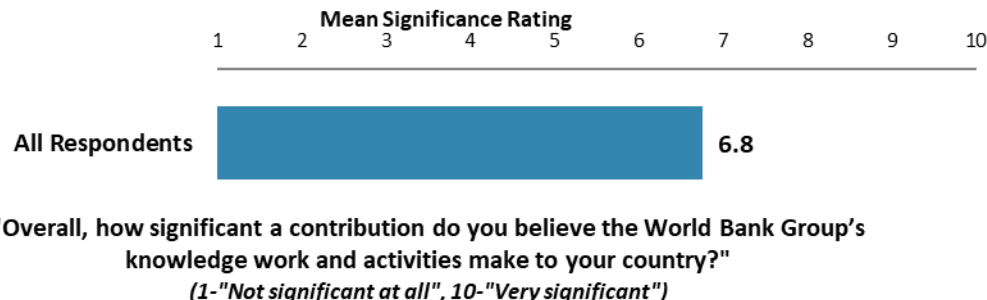 Mean Significance Rating
1 2 3 4 5 6 7 8 9 10
All Respondents 6.8
"Overall, how significant a contribution do you believe the World Bank Group’s
knowledge work and activities make to your country?"
(1-"Not significant at all", 10-"Very significant")